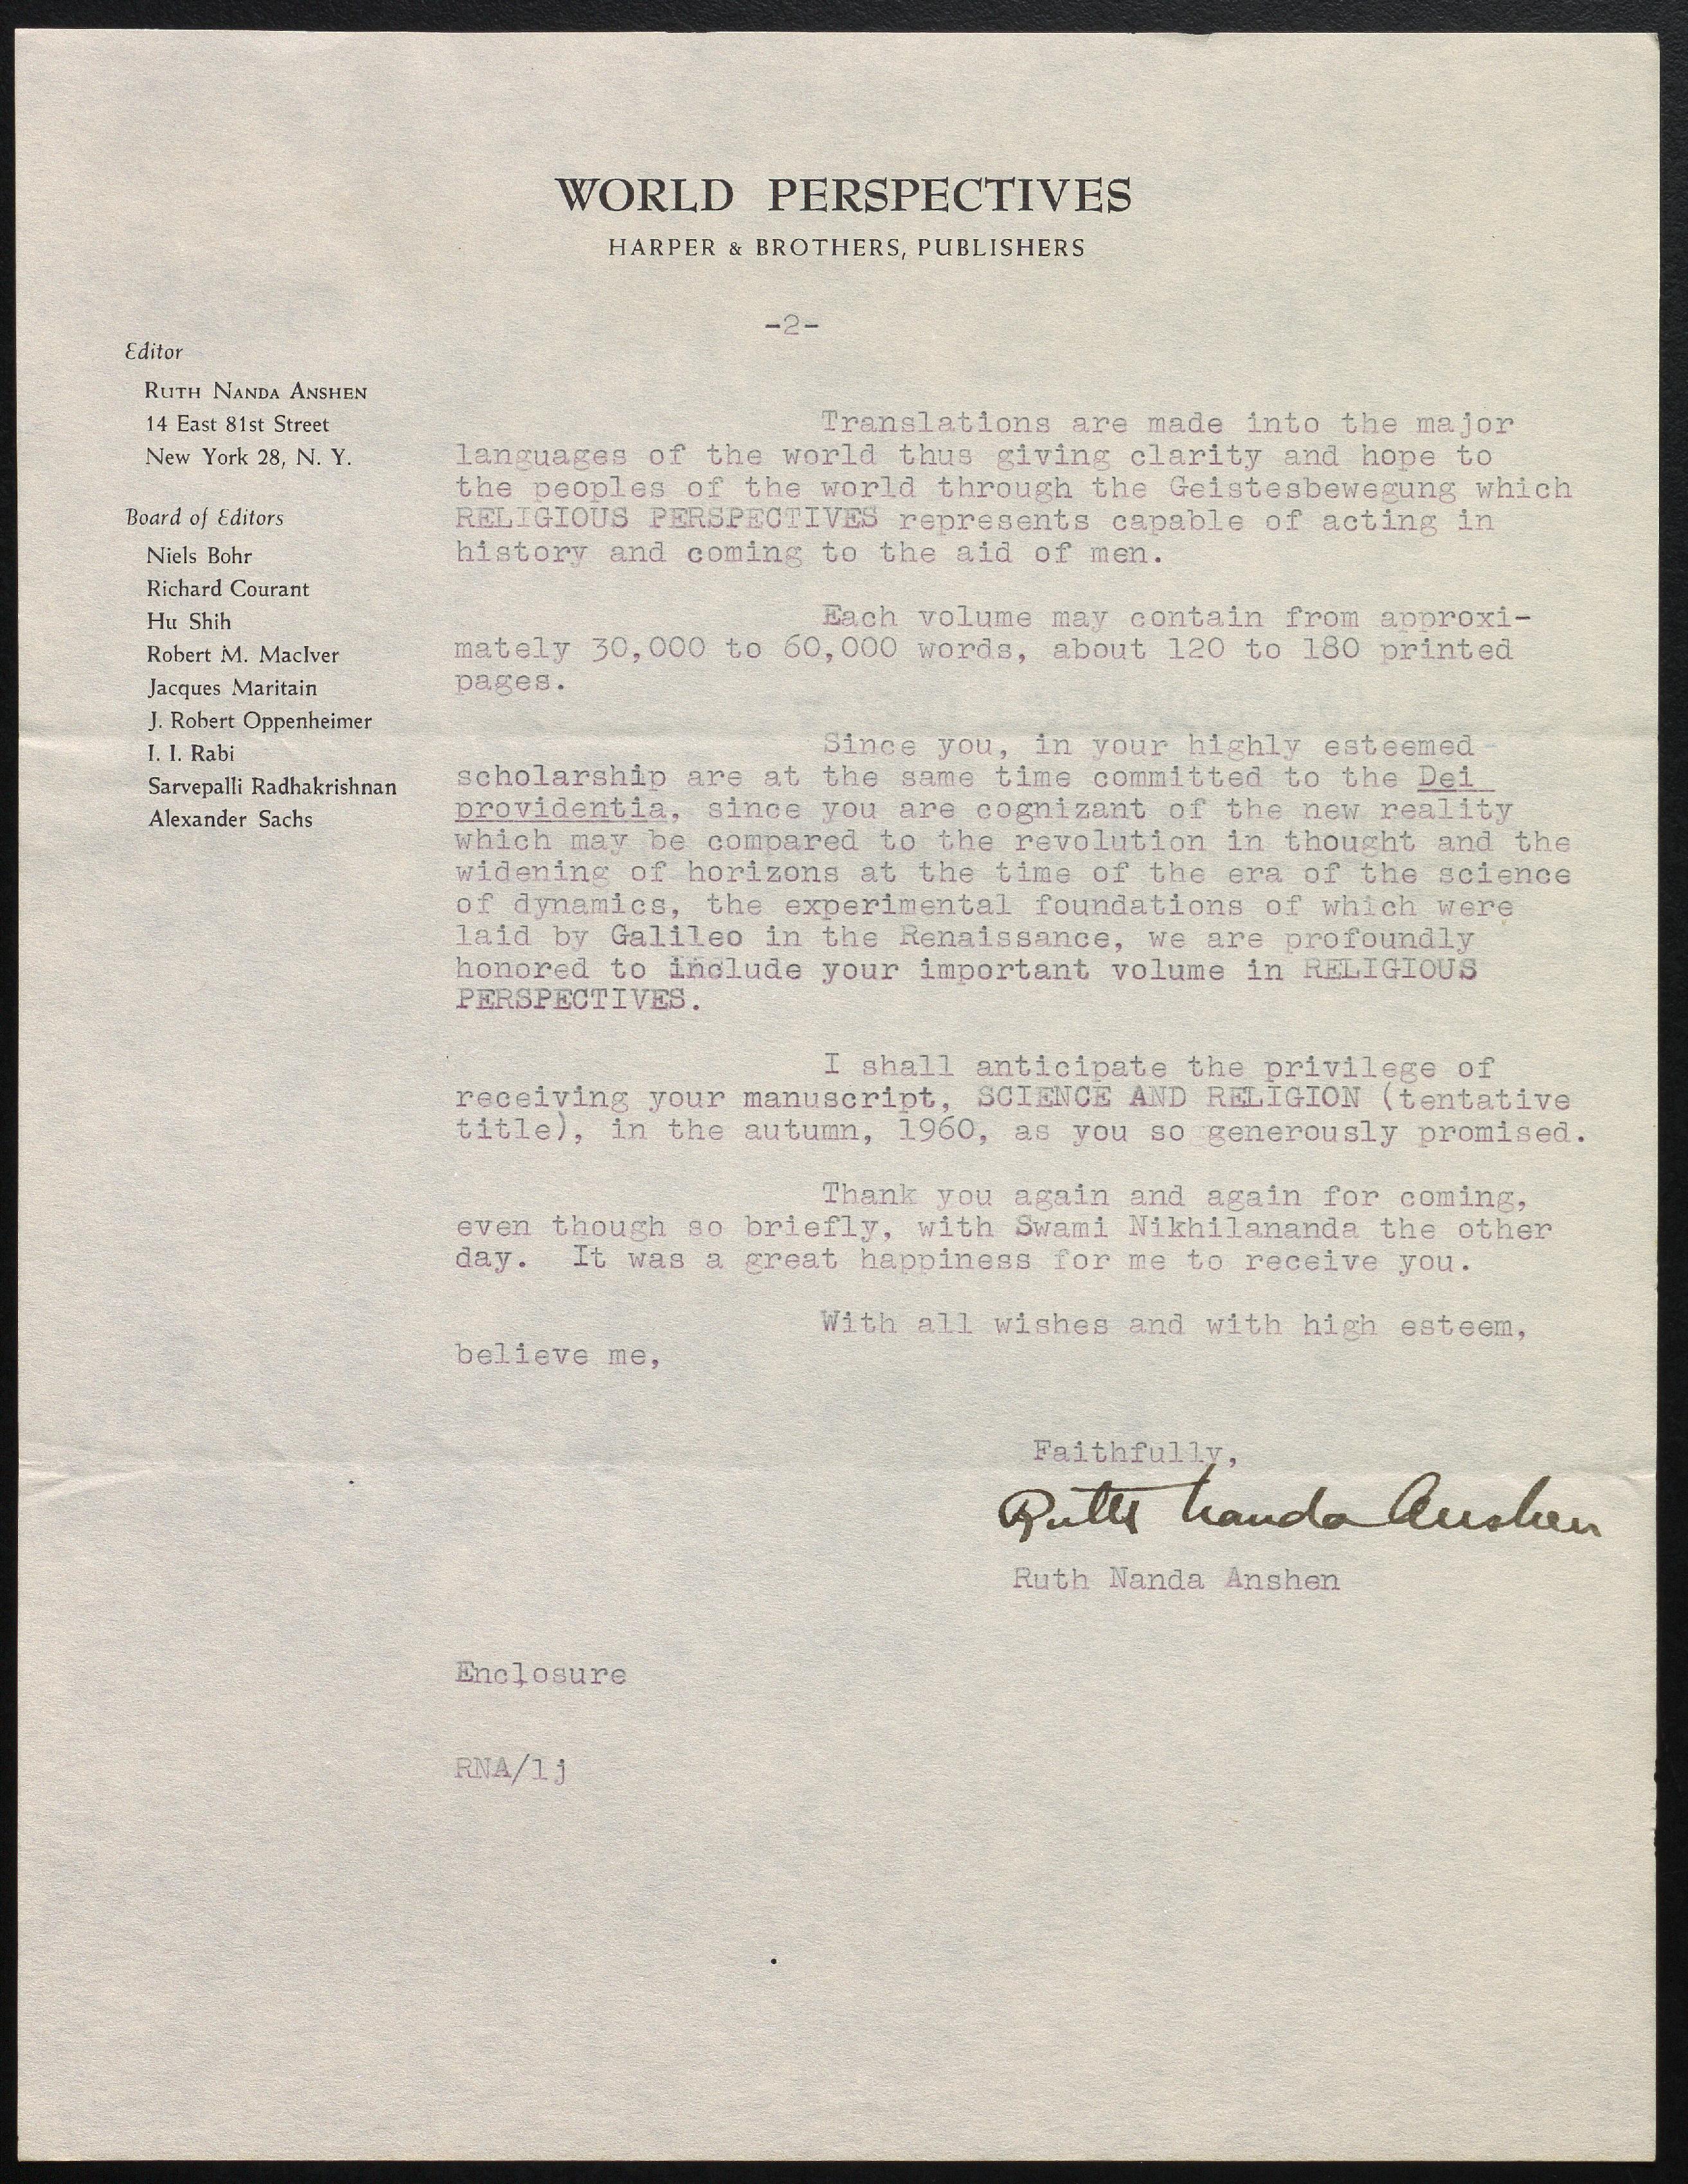 WORLD PERSPECTIVES
HARPER & BROTHERS, PUBLISHERS
-2-
Editor
RUTH NANDA ANSHEN
14 East 81st Street
New York 28, N. Y.
Board of Editors
Niels Bohr
Richard Courant
Hu Shih
Robert M. MacIver
Jacques Maritain
J. Robert Oppenheimer
I. I. Rabi
Sarvepalli Radhakrishnan
Alexander Sachs
Translations are made into the major
languages of the world thus giving clarity and hope to
the peoples of the world through the Geistesbewegung which
RELIGIOUS PERSPECTIVES represents capable of acting in
history and coming to the aid of men.
Each volume may contain from approxi-
mately 30,000 to 60,000 words, about 120 to 180 printed
pages.
Since you, in your highly esteemed
scholarship are at the same time committed to the Dei
providentia, since you are cognizant of the new reality
which may be compared to the revolution in thought and the
widening of horizons at the time of the era of the science
of dynamics, the experimental foundations of which were
laid by Galileo in the Renaissance, we are profoundly
honored to include your important volume in RELIGIOUS
PERSPECTIVES.
I shall anticipate the privilege of
receiving your manuscript, SCIENCE AND RELIGION (tentative
title), in the autumn, 1960, as you so generously promised.
Thank you again and again for coming,
even though so briefly, with Swami Nikhilananda the other
day. It was a great happiness for me to receive you.
With all wishes and with high esteem,
believe me,
Faithfully,
Ruth Nanda Anshen
Ruth Nanda Anshen
Enclosure
RNA/lj